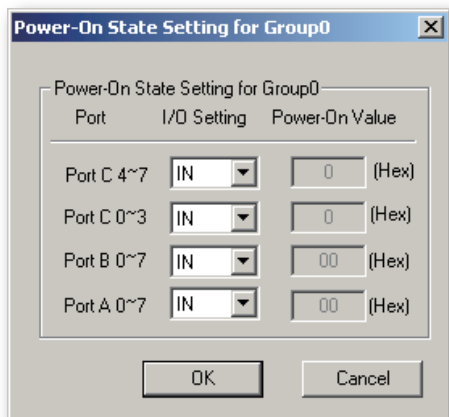 Power-On State Setting for Group0
Power-On State Setting for Group0
Port I/O Setting Power-On Value
Port C 4~7 IN 0 (Hex)
Port C 0~3 IN 0 (Hex)
Port B 0~7 IN 00 (Hex)
Port A 0~7 IN 00 (Hex)
OK Cancel